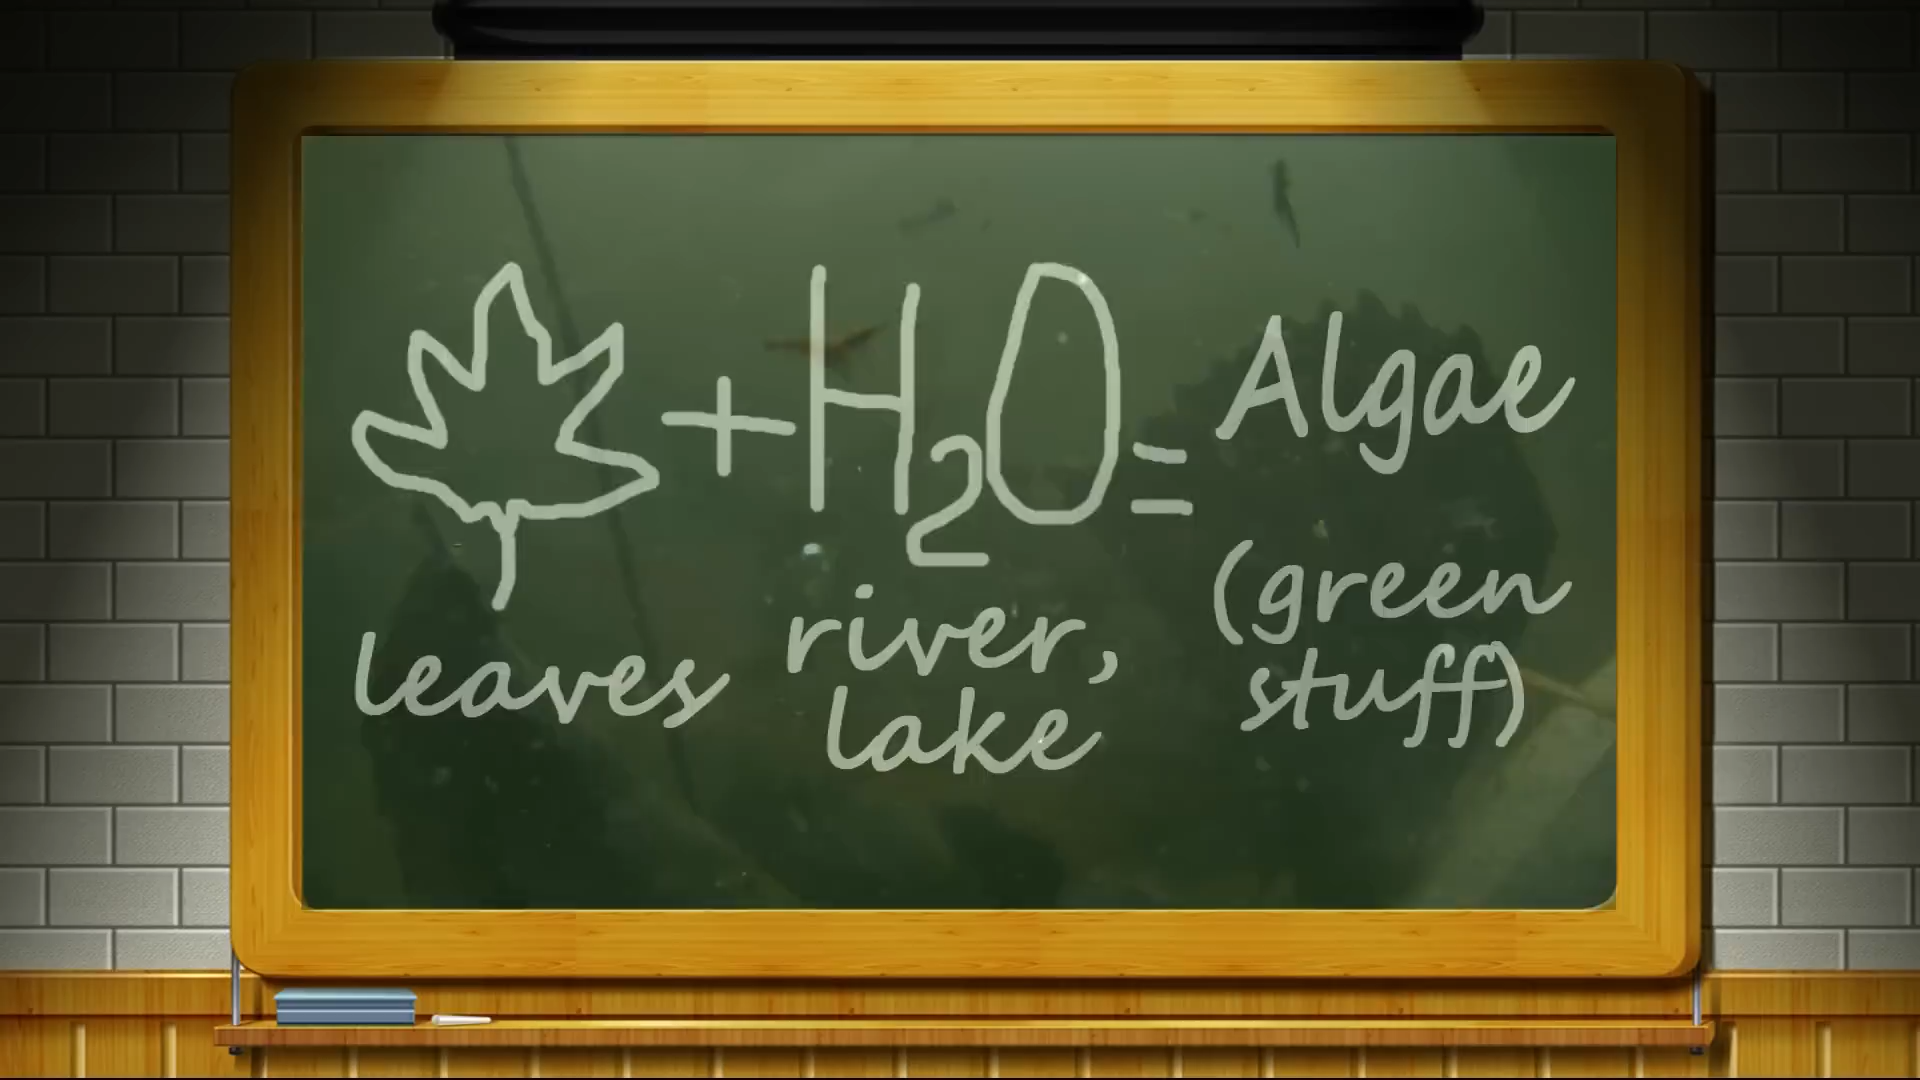 +H2O=
Algae
leaves
river,
lake
(green
stuff)